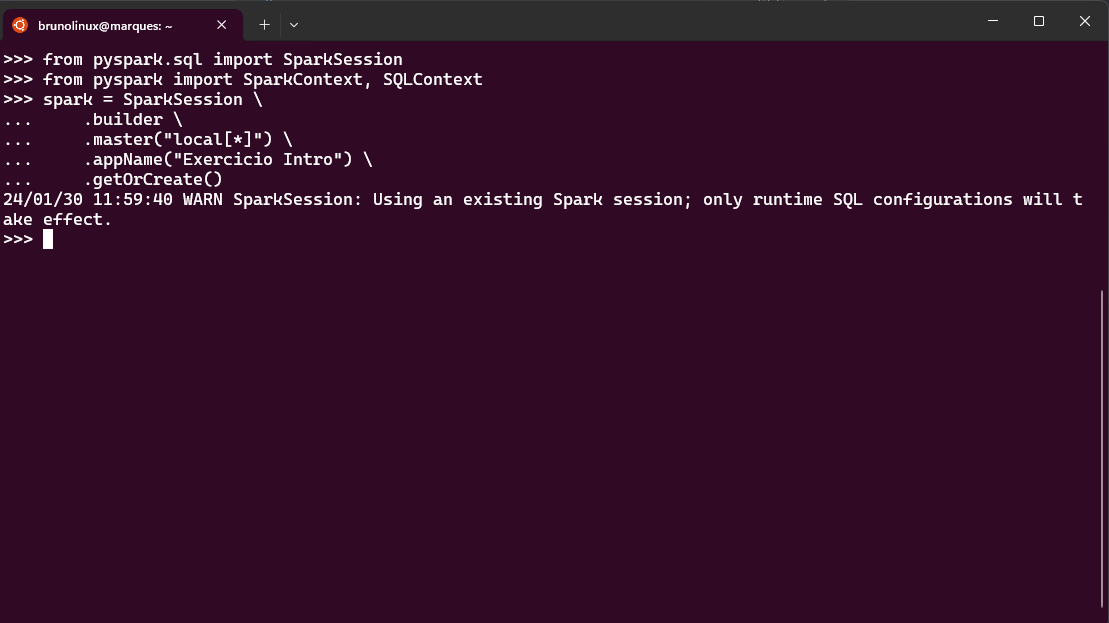 brunolinux@marques: ~
>>> from pyspark.sql import SparkSession
>>> from pyspark import SparkContext, SQLContext
>>> spark = SparkSession \
...     .builder \
...     .master("local[*]") \
...     .appName("Exercicio Intro") \
...     .getOrCreate()
24/01/30 11:59:40 WARN SparkSession: Using an existing Spark session; only runtime SQL configurations will t
ake effect.
>>>